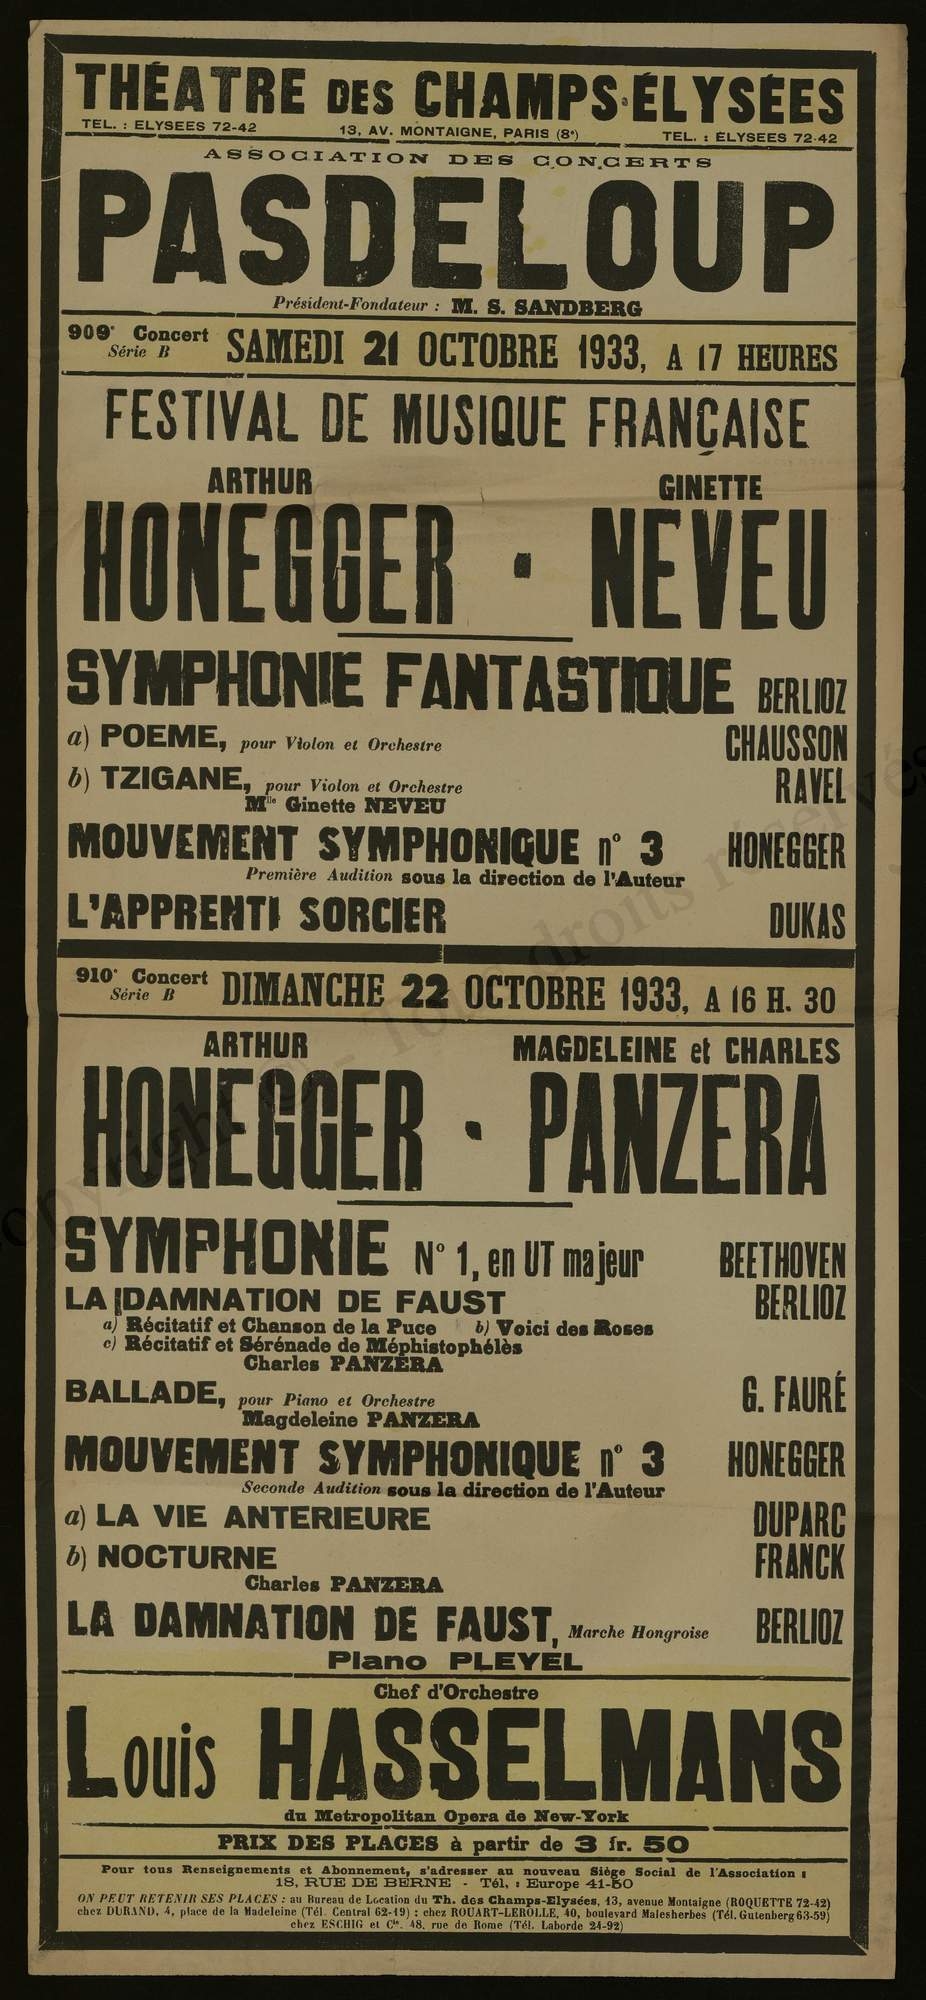 THÉATRE DES CHAMPS-ÉLYSÉES
TEL. : ELYSEES 72-42 13, AV. MONTAIGNE, PARIS (8e) TEL. : ÉLYSEES 72-42
ASSOCIATION DES CONCERTS
PASDELOUP
Président-Fondateur : M. S. SANDBERG
909e Concert
Série B
SAMEDI 21 OCTOBRE 1933, A 17 HEURES
FESTIVAL DE MUSIQUE FRANÇAISE
ARTHUR GINETTE
HONEGGER - NEVEU
SYMPHONIE FANTASTIQUE BERLIOZ
a) POEME, pour Violon et Orchestre CHAUSSON
b) TZIGANE, pour Violon et Orchestre RAVEL
Mlle Ginette NEVEU
MOUVEMENT SYMPHONIQUE no 3 HONEGGER
Première Audition sous la direction de l'Auteur
L'APPRENTI SORCIER DUKAS
910e Concert
Série B
DIMANCHE 22 OCTOBRE 1933, A 16 H. 30
ARTHUR MAGDELEINE et CHARLES
HONEGGER - PANZERA
SYMPHONIE No 1, en UT majeur BEETHOVEN
LA DAMNATION DE FAUST BERLIOZ
a) Récitatif et Chanson de la Puce b) Voici des Roses
c) Récitatif et Sérénade de Méphistophélès
Charles PANZÉRA
BALLADE, pour Piano et Orchestre G. FAURÉ
Magdeleine PANZERA
MOUVEMENT SYMPHONIQUE no 3 HONEGGER
Seconde Audition sous la direction de l'Auteur
a) LA VIE ANTERIEURE DUPARC
b) NOCTURNE FRANCK
Charles PANZERA
LA DAMNATION DE FAUST, Marche Hongroise BERLIOZ
Piano PLEYEL
Chef d'Orchestre
Louis HASSELMANS
du Metropolitan Opera de New-York
PRIX DES PLACES à partir de 3 fr. 50
Pour tous Renseignements et Abonnement, s'adresser au nouveau Siège Social de l'Association :
18, RUE DE BERNE - Tél, : Europe 41-50
ON PEUT RETENIR SES PLACES : au Bureau de Location du Th. des Champs-Elysées, 13, avenue Montaigne (ROQUETTE 72-42)
chez DURAND, 4, place de la Madeleine (Tél. Central 62-19) ; chez ROUART-LEROLLE, 40, boulevard Malesherbes (Tél. Gutenberg 63-59)
chez ESCHIG et Cie. 48, rue de Rome (Tél. Laborde 24-92)
Copyright © - Tous droits réservés